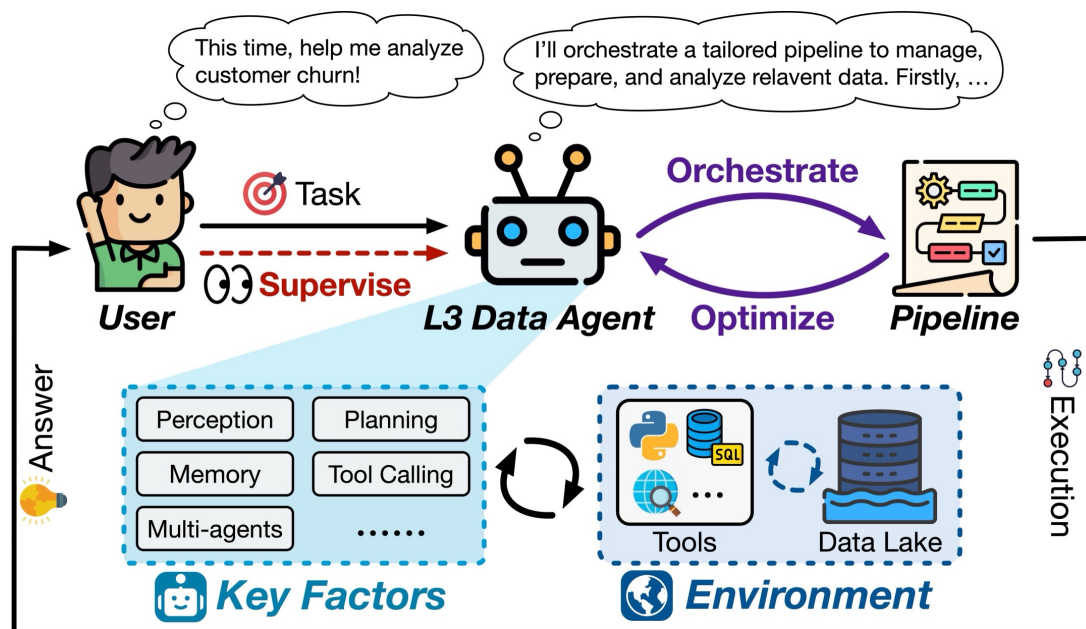 This time, help me analyze
customer churn!
I'll orchestrate a tailored pipeline to manage,
prepare, and analyze relavent data. Firstly, ...
Task
Supervise
Orchestrate
Optimize
User
L3 Data Agent
Pipeline
Answer
Execution
Perception
Planning
Memory
Tool Calling
Multi-agents
......
SQL
...
Tools
Data Lake
Key Factors
Environment